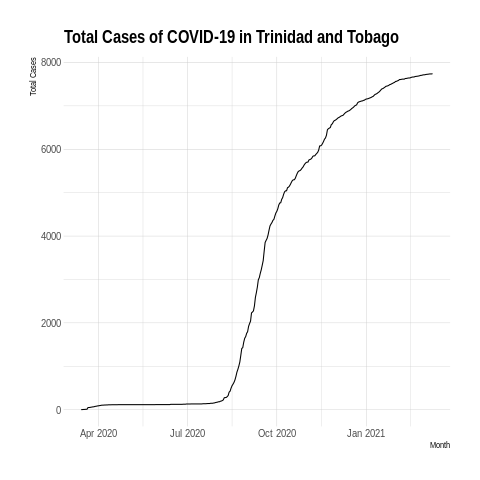 Total Cases of COVID-19 in Trinidad and Tobago
Total Cases
8000
6000
4000
2000
0
Apr 2020 Jul 2020 Oct 2020 Jan 2021
Month